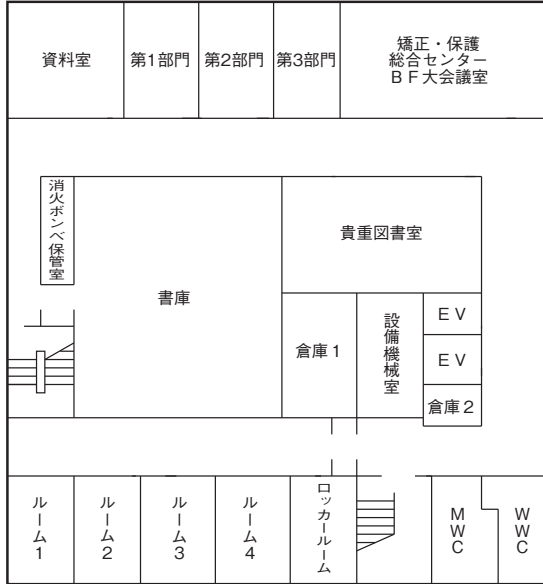 資料室
第1部門
第2部門
第3部門
矯正・保護
総合センター
ＢＦ大会議室
消火ボンベ保管室
書庫
貴重図書室
倉庫１
設備機械室
ＥＶ
ＥＶ
倉庫２
ルーム１
ルーム２
ルーム３
ルーム４
ロッカールーム
ＭＷＣ
ＷＷＣ